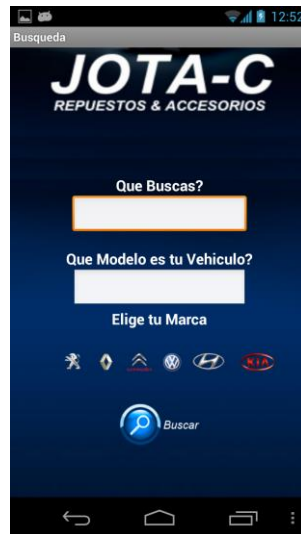 12:52
Busqueda
JOTA-C
REPUESTOS & ACCESORIOS
Que Buscas?
Que Modelo es tu Vehiculo?
Elige tu Marca
KIA
Buscar